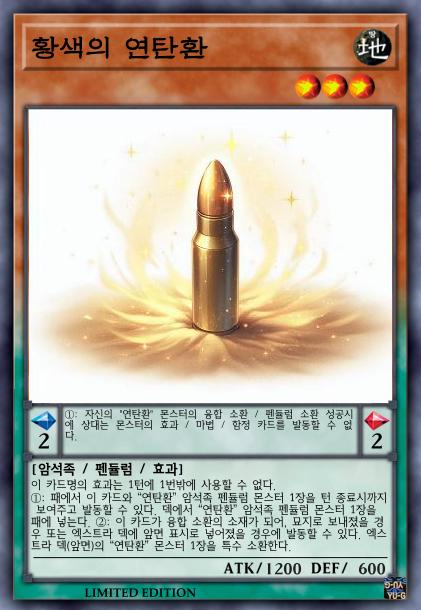 황색의 연탄환
땅
地
①: 자신의 "연탄환" 몬스터의 융합 소환 / 펜듈럼 소환 성공시
에 상대는 몬스터의 효과 / 마법 / 함정 카드를 발동할 수 없
다.
2
2
[암석족 / 펜듈럼 / 효과]
이 카드명의 효과는 1턴에 1번밖에 사용할 수 없다.
①: 패에서 이 카드와 "연탄환" 암석족 펜듈럼 몬스터 1장을 턴 종료시까지
보여주고 발동할 수 있다. 덱에서 "연탄환" 암석족 펜듈럼 몬스터 1장을
패에 넣는다. ②: 이 카드가 융합 소환의 소재가 되어, 묘지로 보내졌을 경
우 또는 엑스트라 덱에 앞면 표시로 넣어졌을 경우에 발동할 수 있다. 엑스
트라 덱(앞면)의 "연탄환" 몬스터 1장을 특수 소환한다.
ATK/1200 DEF/ 600
LIMITED EDITION